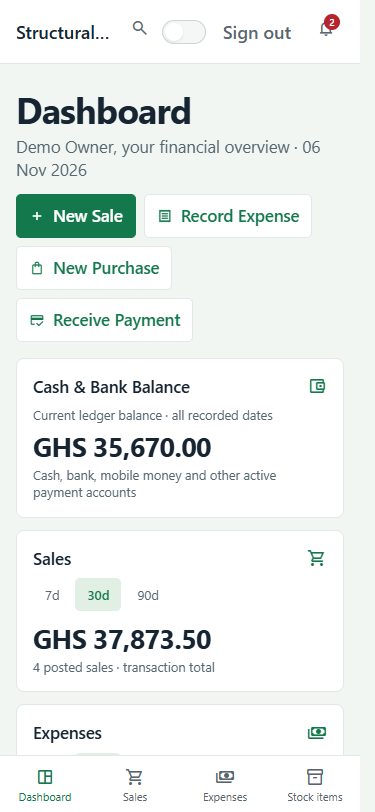 Structural...
Sign out
2
Dashboard
Demo Owner, your financial overview · 06
Nov 2026
+ New Sale
Record Expense
New Purchase
Receive Payment
Cash & Bank Balance
Current ledger balance · all recorded dates
GHS 35,670.00
Cash, bank, mobile money and other active
payment accounts
Sales
7d 30d 90d
GHS 37,873.50
4 posted sales · transaction total
Expenses
Dashboard Sales Expenses Stock items